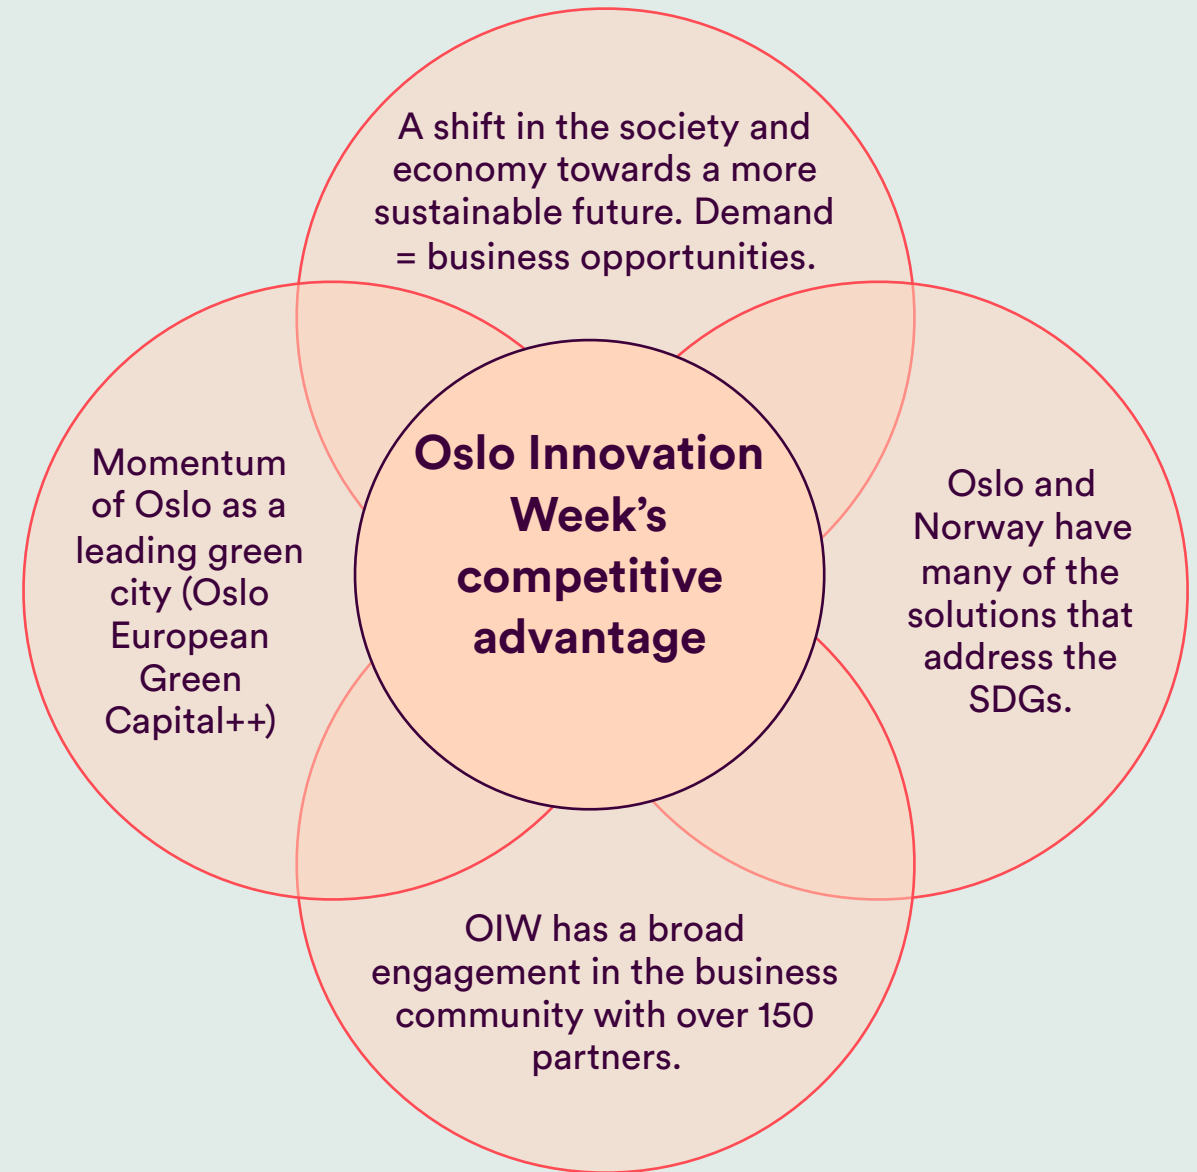 A shift in the society and
economy towards a more
sustainable future. Demand
= business opportunities.
Momentum
of Oslo as a
leading green
city (Oslo
European
Green
Capital++)
Oslo Innovation
Week’s
competitive
advantage
Oslo and
Norway have
many of the
solutions that
address the
SDGs.
OIW has a broad
engagement in the business
community with over 150
partners.